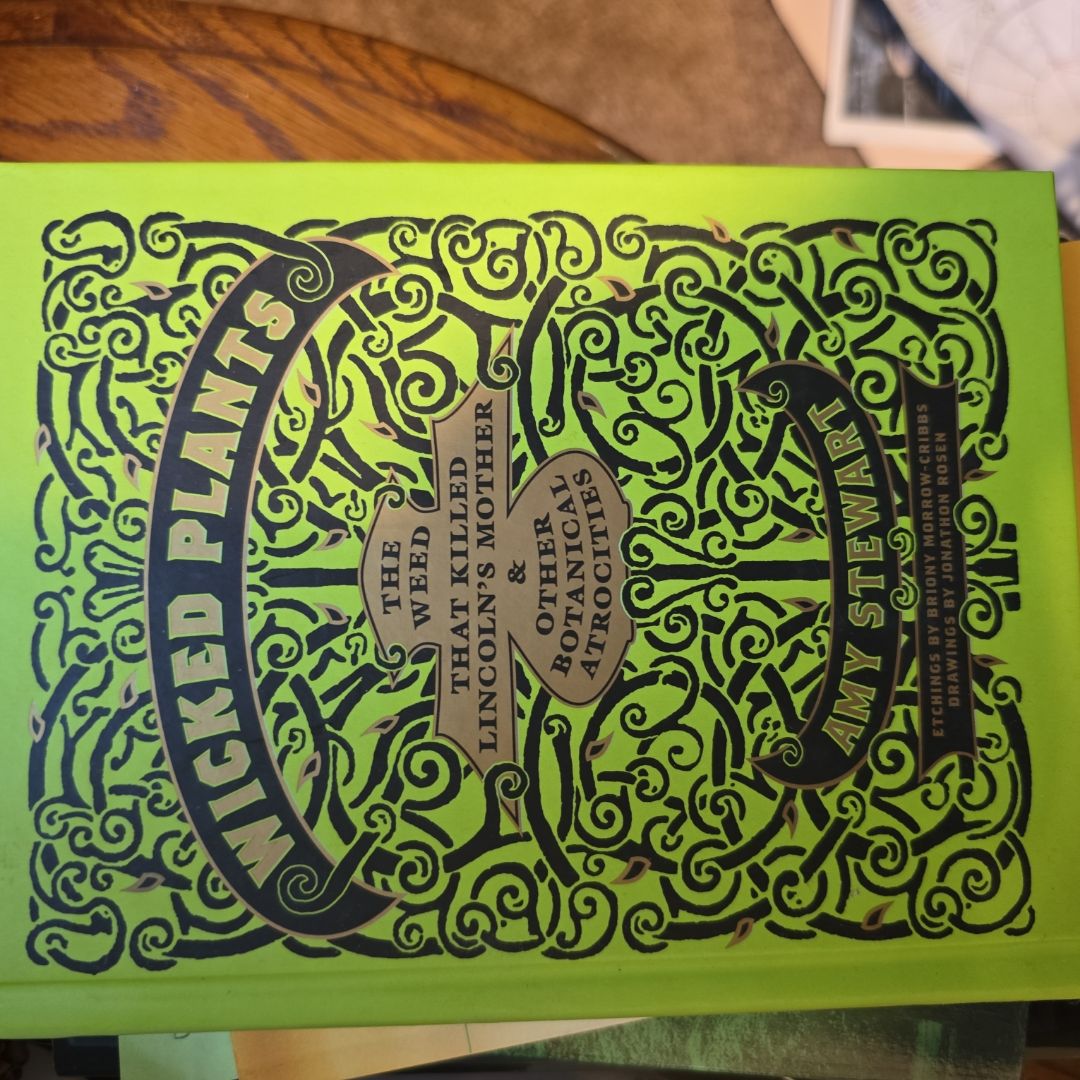 WICKED PLANTS
THE
WEED
THAT KILLED
LINCOLN'S MOTHER
&
OTHER
BOTANICAL
ATROCITIES
AMY STEWART
ETCHINGS BY BRIONY MORROW-CRIBBS
DRAWINGS BY JONATHON ROSEN